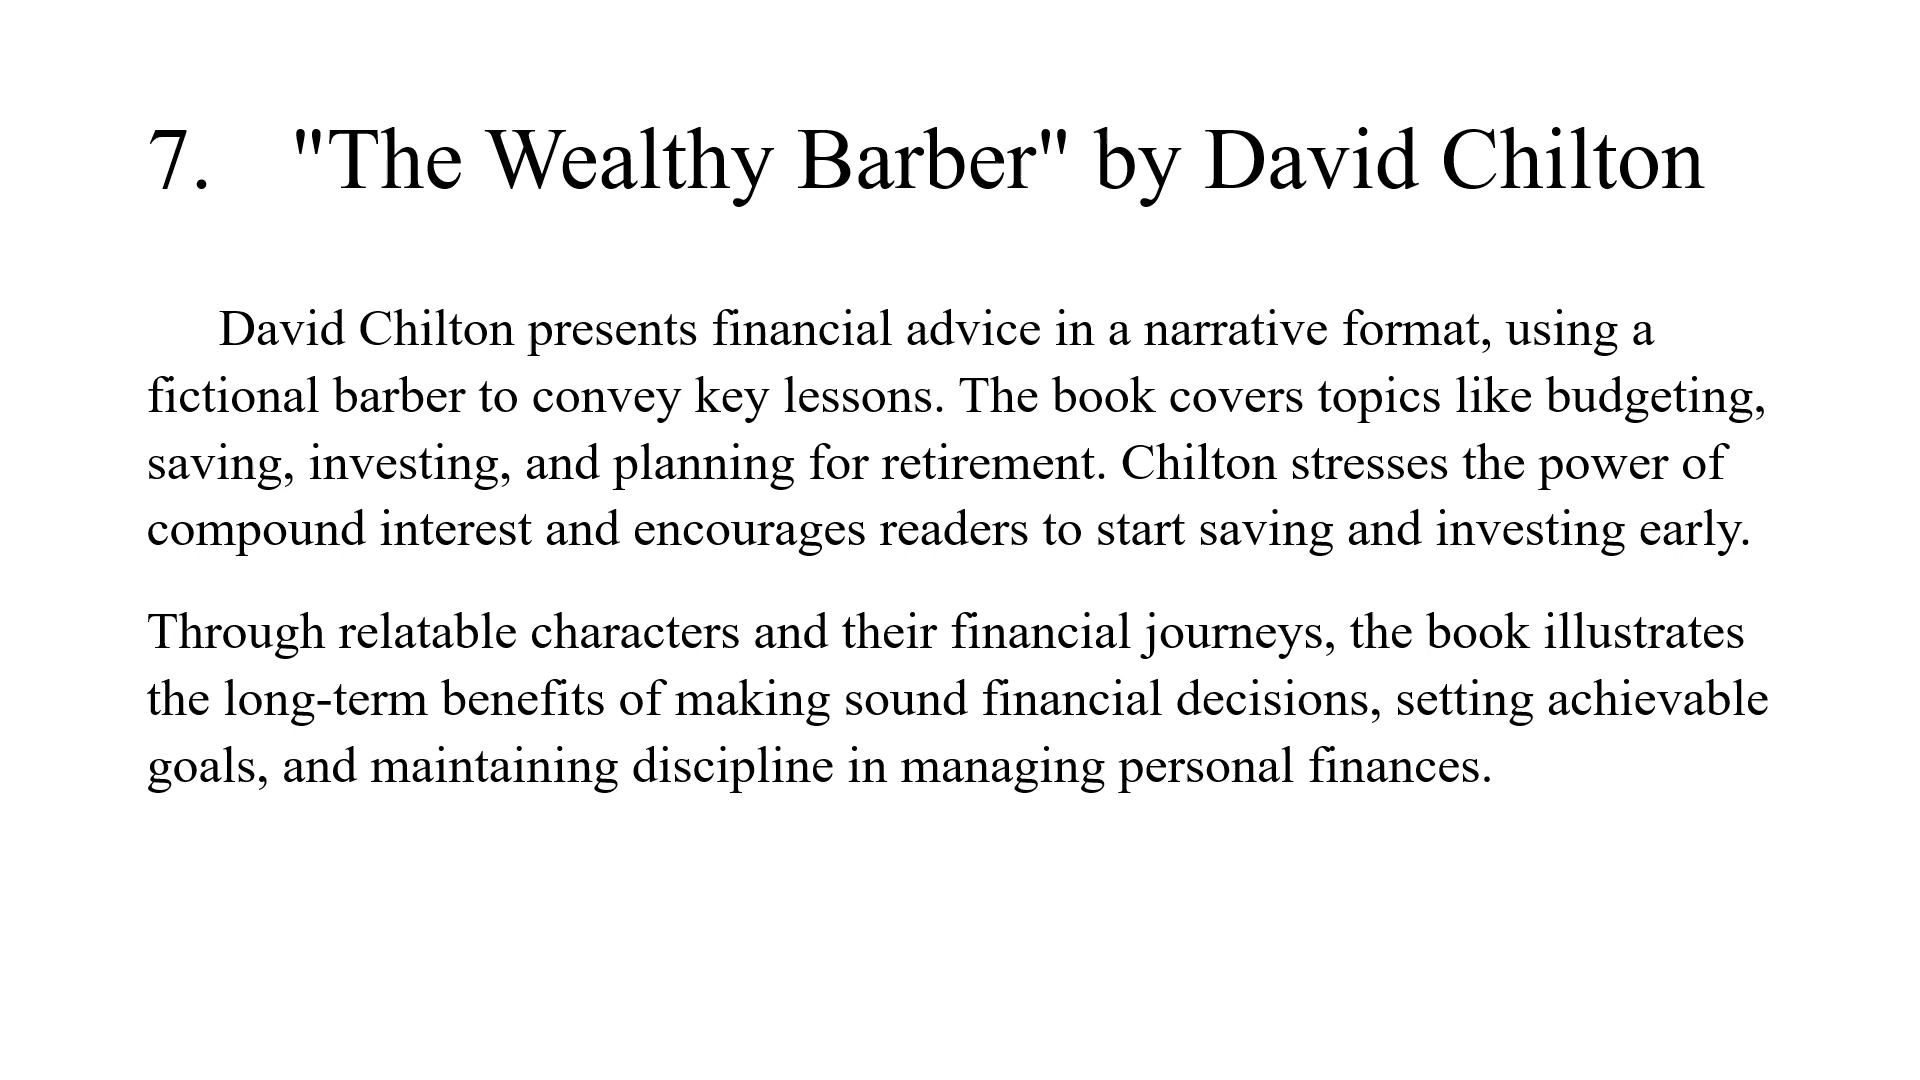 7. "The Wealthy Barber" by David Chilton
David Chilton presents financial advice in a narrative format, using a
fictional barber to convey key lessons. The book covers topics like budgeting,
saving, investing, and planning for retirement. Chilton stresses the power of
compound interest and encourages readers to start saving and investing early.
Through relatable characters and their financial journeys, the book illustrates
the long-term benefits of making sound financial decisions, setting achievable
goals, and maintaining discipline in managing personal finances.